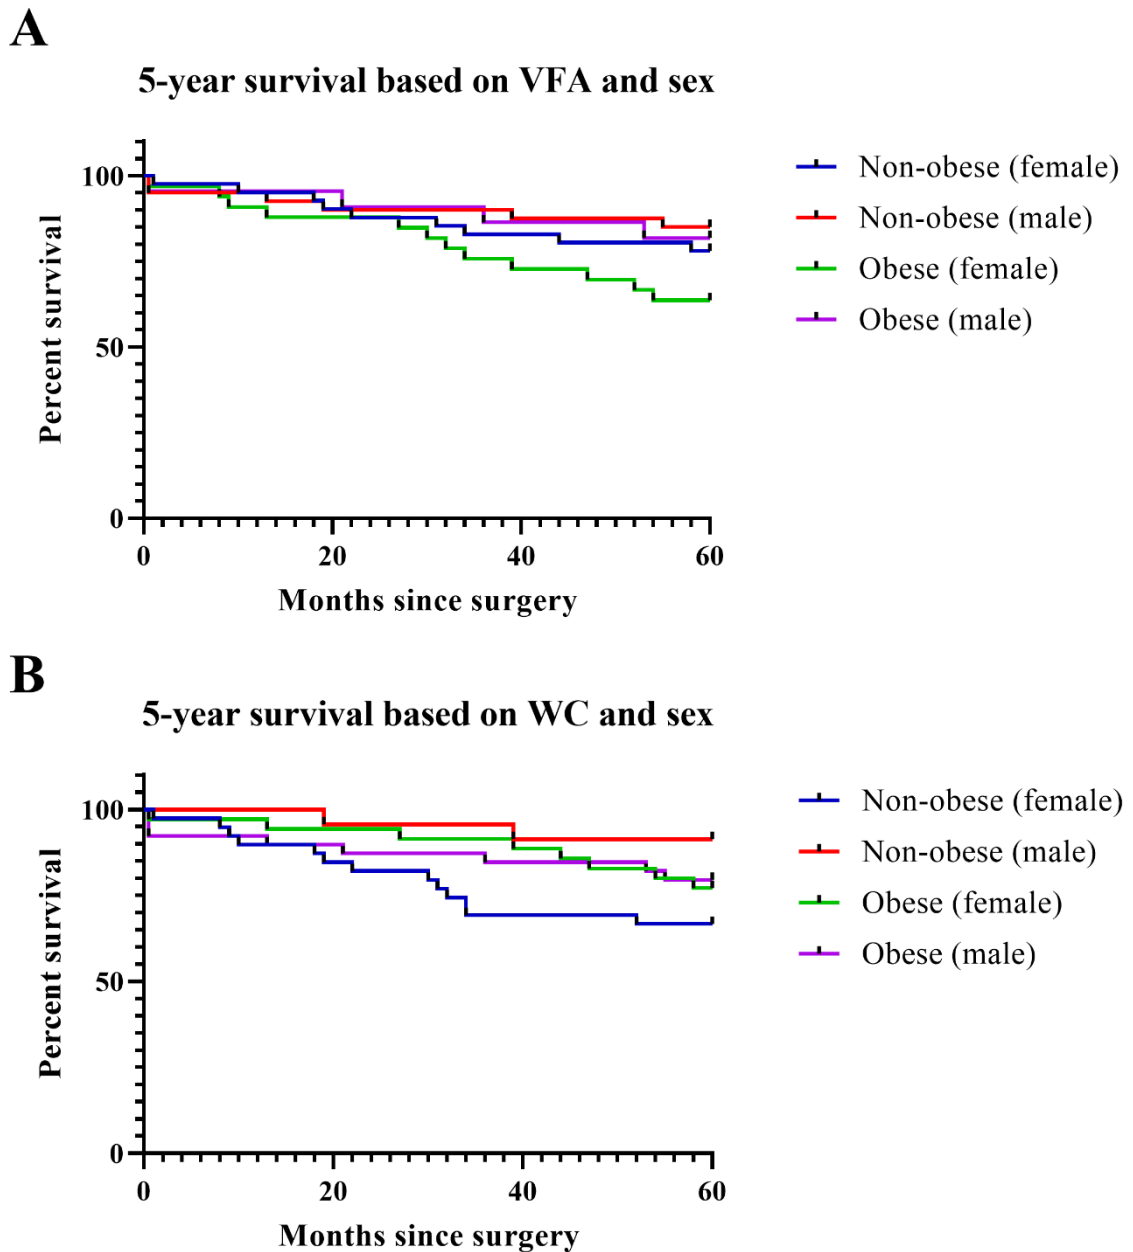 A
5-year survival based on VFA and sex
Percent survival
100
50
0
0 20 40 60
Months since surgery
Non-obese (female)
Non-obese (male)
Obese (female)
Obese (male)
B
5-year survival based on WC and sex
Percent survival
100
50
0
0 20 40 60
Months since surgery
Non-obese (female)
Non-obese (male)
Obese (female)
Obese (male)